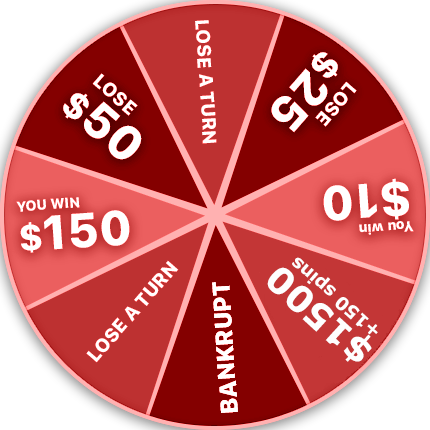 LOSE A TURN
LOSE
$25
You win
$10
$1500
+150 spins
BANKRUPT
LOSE A TURN
YOU WIN
$150
LOSE
$50